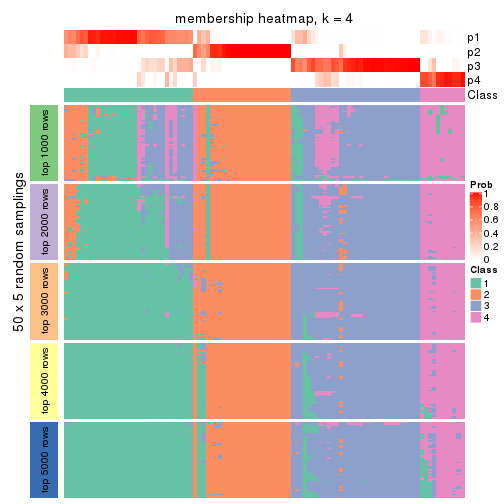 membership heatmap, k = 4
p1
p2
p3
p4
Class
50 x 5 random samplings
top 1000 rows
top 2000 rows
top 3000 rows
top 4000 rows
top 5000 rows
Prob
1
0.8
0.6
0.4
0.2
0
Class
1
2
3
4